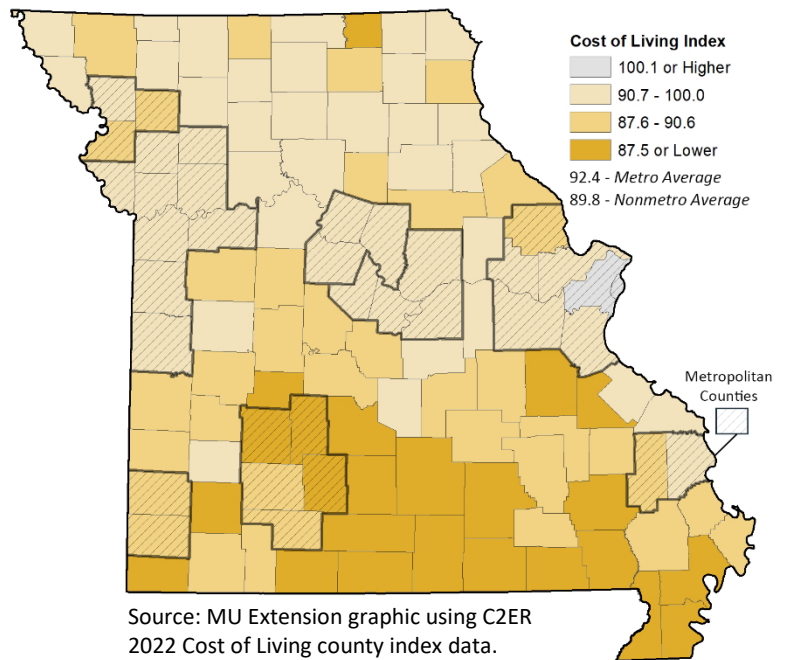 Cost of Living Index
100.1 or Higher
90.7 - 100.0
87.6 - 90.6
87.5 or Lower
92.4 - Metro Average
89.8 - Nonmetro Average
Metropolitan
Counties
Source: MU Extension graphic using C2ER
2022 Cost of Living county index data.